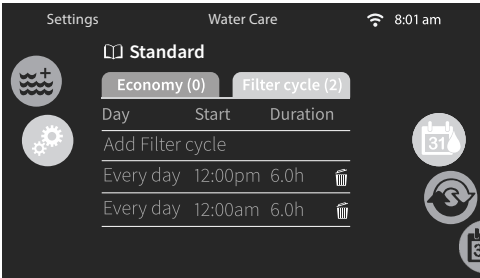 Settings Water Care 8:01 am
Standard
Economy (0) Filter cycle (2)
Day Start Duration
Add Filter cycle
Every day 12:00pm 6.0h
Every day 12:00am 6.0h
31